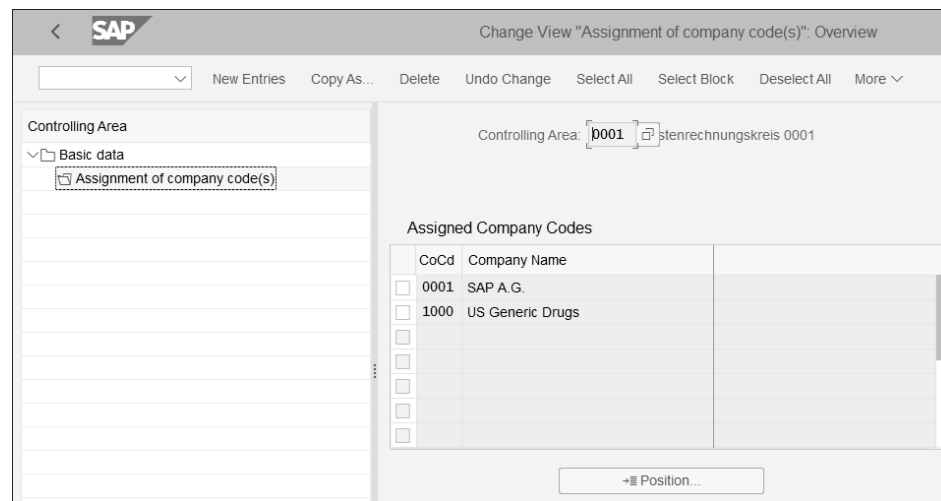 SAP Change View "Assignment of company code(s)": Overview
New Entries Copy As... Delete Undo Change Select All Select Block Deselect All More
Controlling Area
Basic data
Assignment of company code(s)
Controlling Area: 0001 stenrechnungskreis 0001
Assigned Company Codes
CoCd Company Name
0001 SAP A.G.
1000 US Generic Drugs
Position...